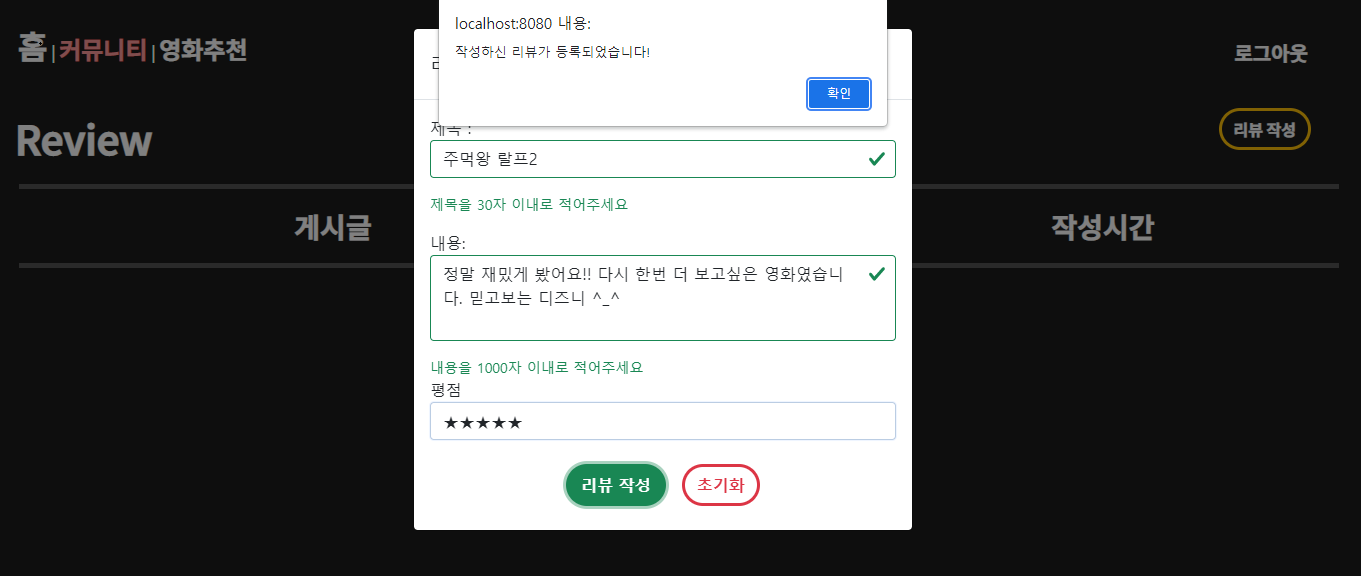 localhost:8080 내용:
작성하신 리뷰가 등록되었습니다!
확인
홈 | 커뮤니티 | 영화추천
로그아웃
Review
리뷰 작성
게시글
작성시간
제목 :
주먹왕 랄프2
제목을 30자 이내로 적어주세요
내용:
정말 재밌게 봤어요!! 다시 한번 더 보고싶은 영화였습니
다. 믿고보는 디즈니 ^_^
내용을 1000자 이내로 적어주세요
평점
★★★★★
리뷰 작성
초기화